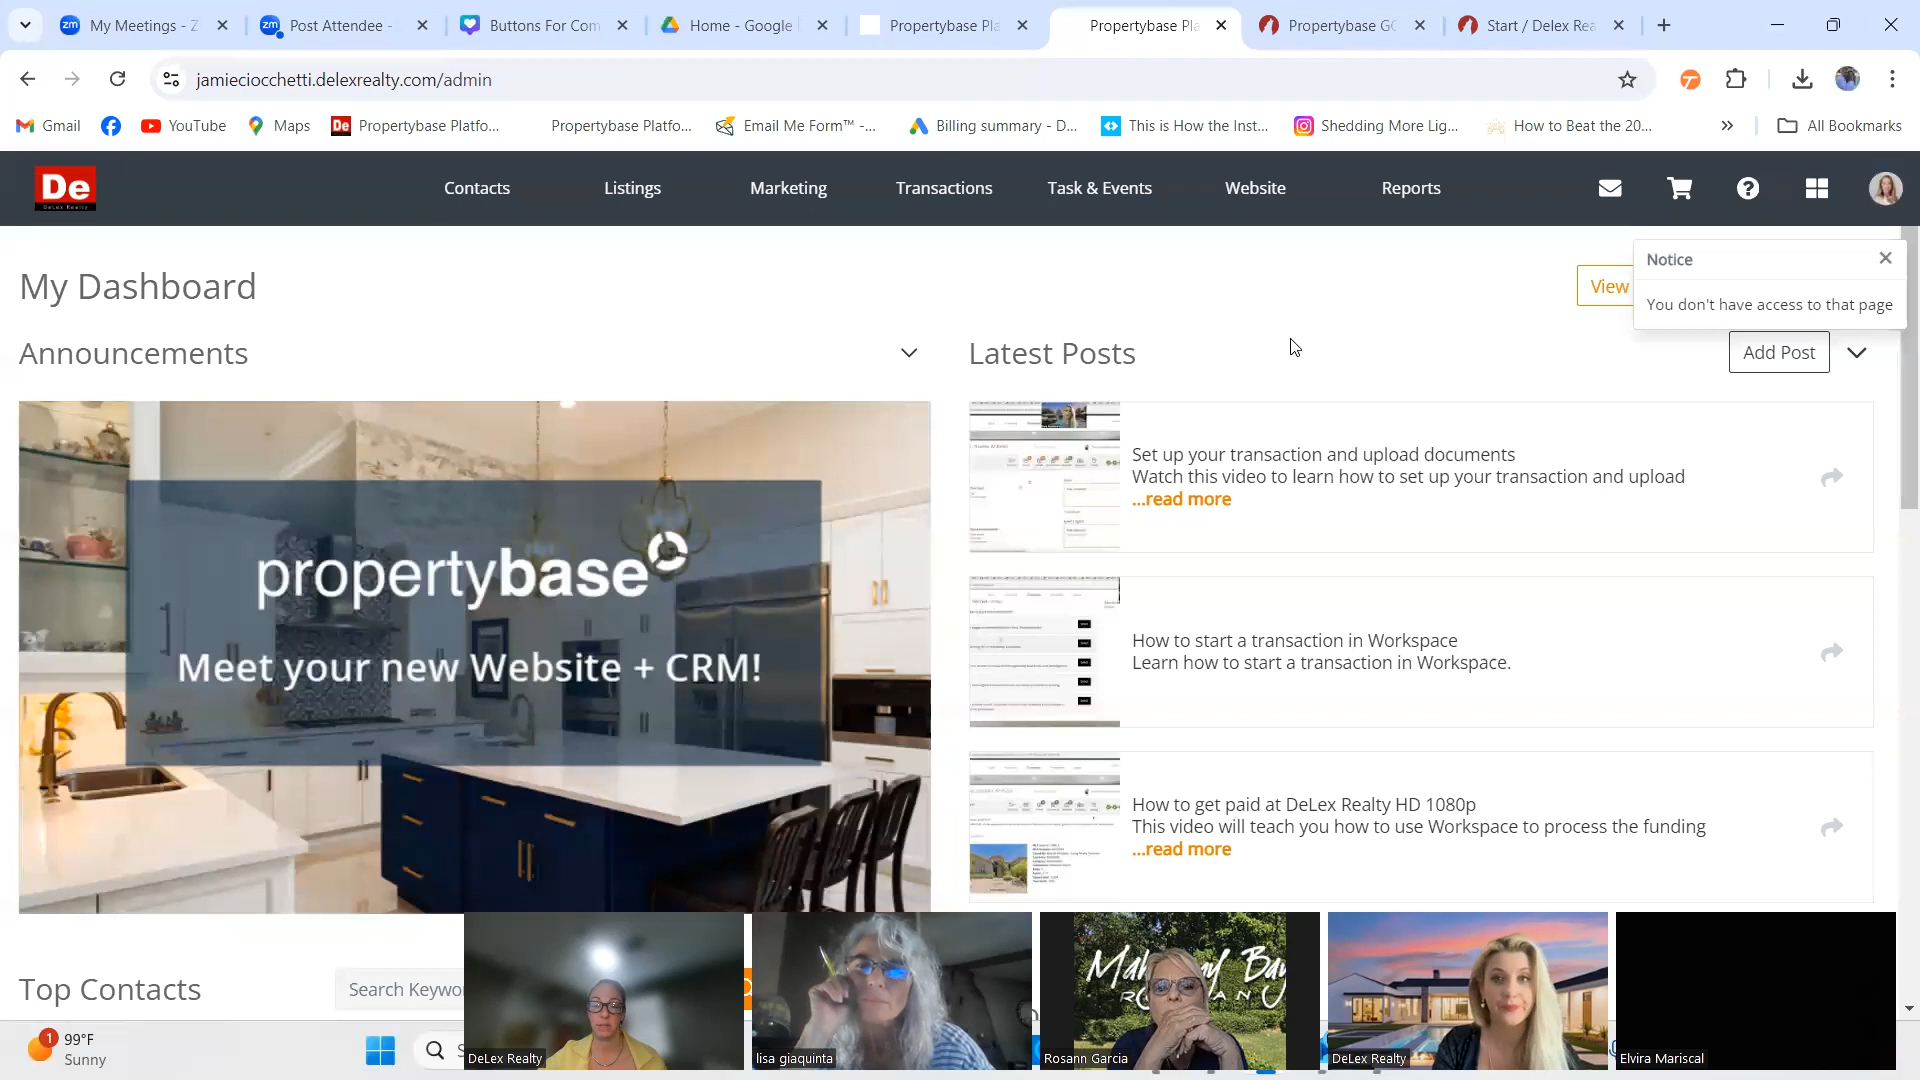 My Meetings - Z
Post Attendee -
Buttons For Com
Home - Google
Propertybase Pla
Propertybase Pla
Propertybase GO
Start / Delex Rea
jamieciocchetti.delexrealty.com/admin
Gmail
YouTube
Maps
De
Propertybase Platfo...
Propertybase Platfo...
Email Me Form™ -...
Billing summary - D...
This is How the Inst...
Shedding More Lig...
How to Beat the 20...
All Bookmarks
De
DeLex Realty
Contacts
Listings
Marketing
Transactions
Task & Events
Website
Reports
My Dashboard
View
Notice
You don't have access to that page
Announcements
Latest Posts
Add Post
propertybase
Meet your new Website + CRM!
Set up your transaction and upload documents
Watch this video to learn how to set up your transaction and upload
...read more
How to start a transaction in Workspace
Learn how to start a transaction in Workspace.
How to get paid at DeLex Realty HD 1080p
This video will teach you how to use Workspace to process the funding
...read more
Top Contacts
Search Keywor
1
99°F
Sunny
DeLex Realty
lisa giaquinta
Rosann Garcia
DeLex Realty
Elvira Mariscal